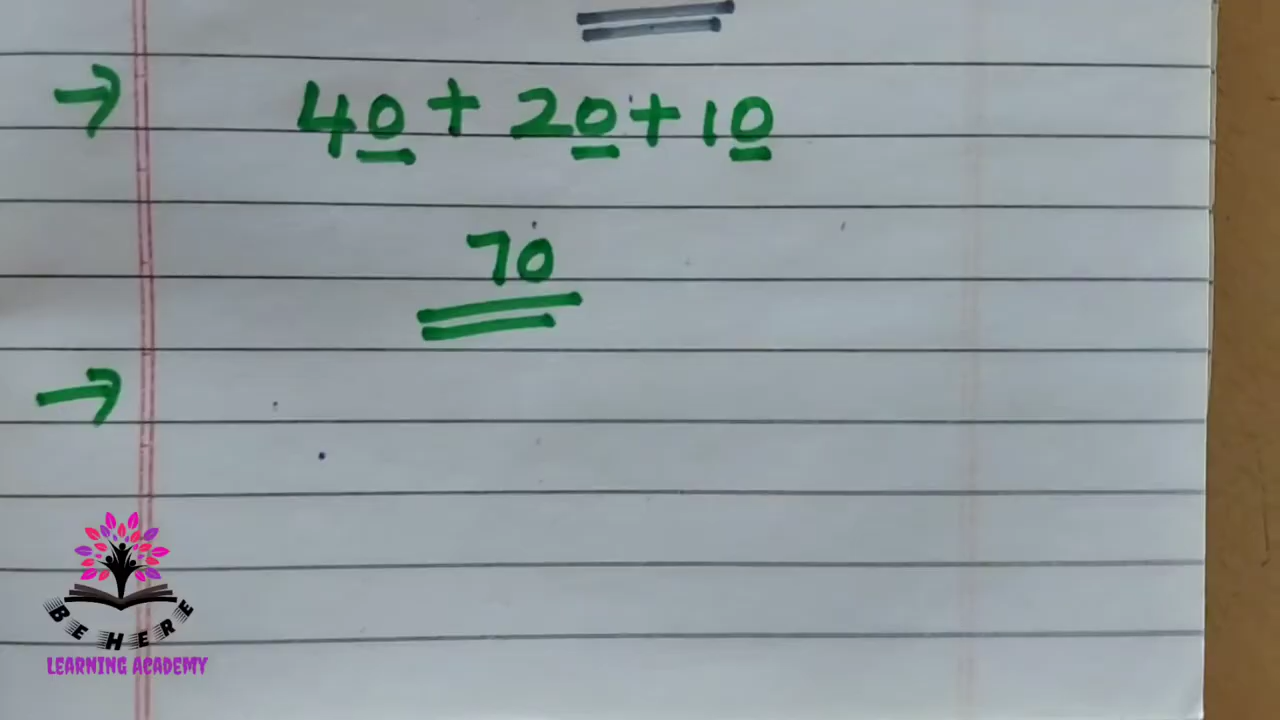 → 40 + 20 + 10
70
→
BE HERE
LEARNING ACADEMY